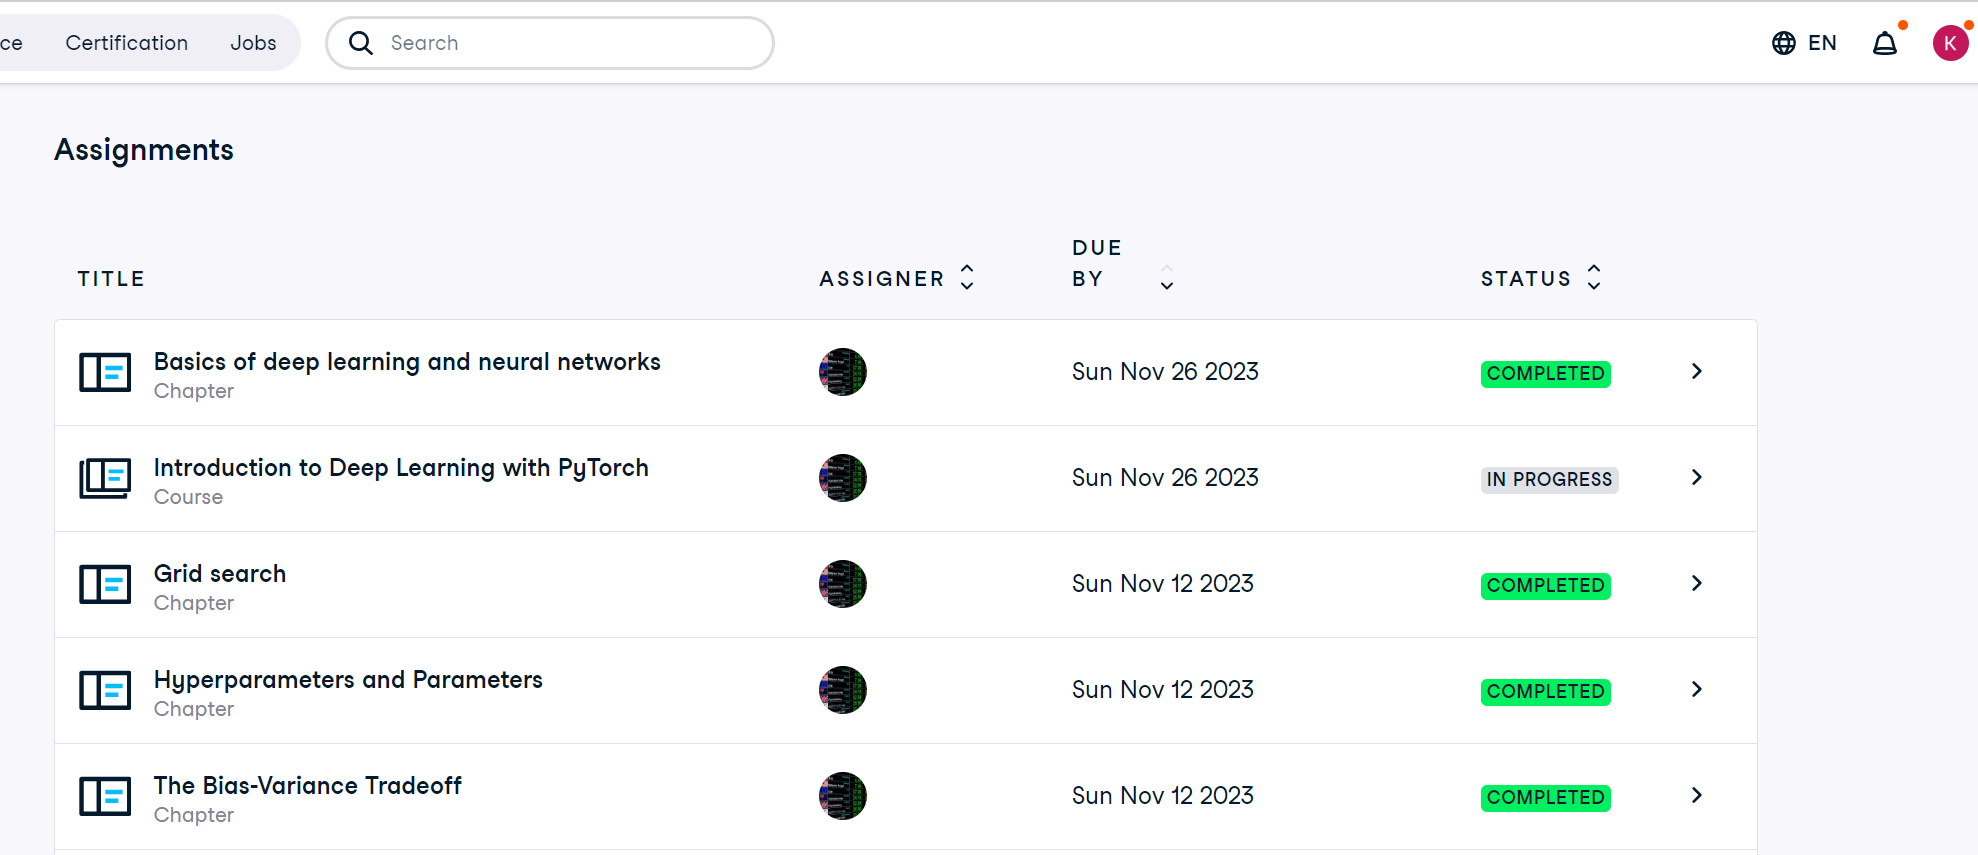 ce Certification Jobs Search EN K
Assignments
TITLE ASSIGNER DUE BY STATUS
Basics of deep learning and neural networks Sun Nov 26 2023 COMPLETED
Chapter
Introduction to Deep Learning with PyTorch Sun Nov 26 2023 IN PROGRESS
Course
Grid search Sun Nov 12 2023 COMPLETED
Chapter
Hyperparameters and Parameters Sun Nov 12 2023 COMPLETED
Chapter
The Bias-Variance Tradeoff Sun Nov 12 2023 COMPLETED
Chapter